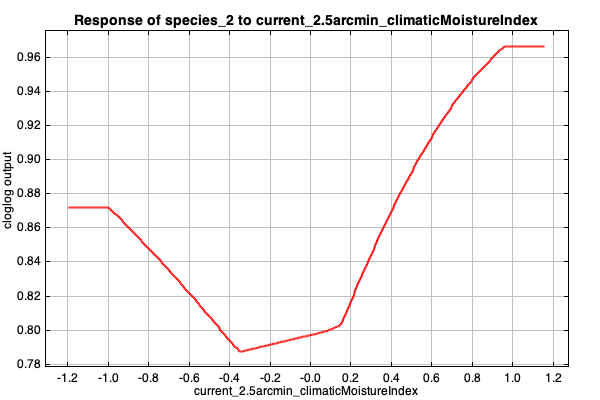 Response of species_2 to current_2.5arcmin_climaticMoistureIndex
0.96
0.94
0.92
0.90
0.88
0.86
0.84
0.82
0.80
0.78
cloglog output
-1.2 -1.0 -0.8 -0.6 -0.4 -0.2 -0.0 0.2 0.4 0.6 0.8 1.0 1.2
current_2.5arcmin_climaticMoistureIndex